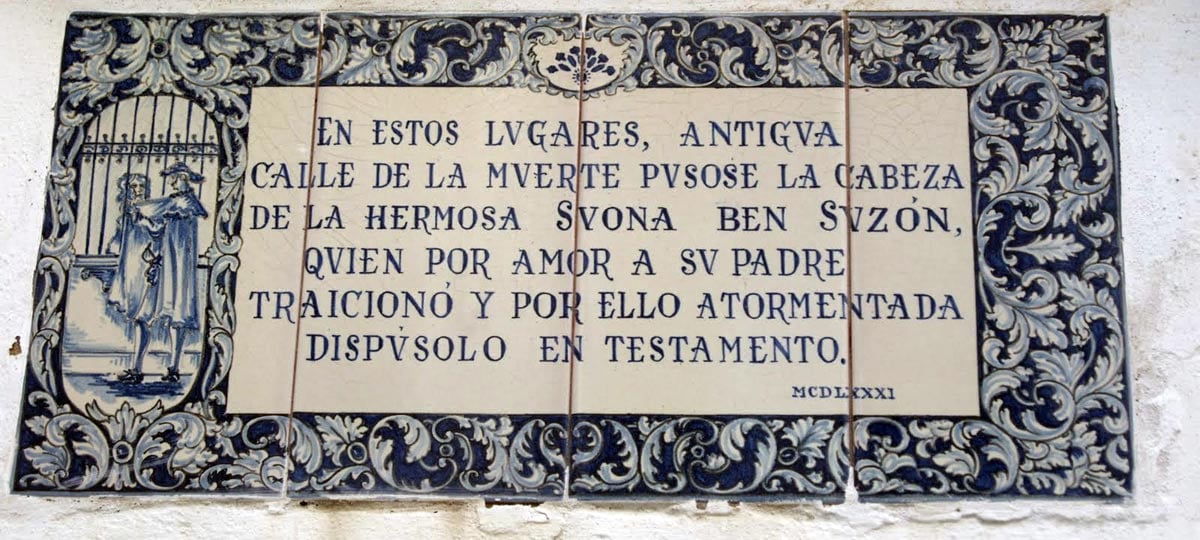 EN ESTOS LVGARES, ANTIGVA
CALLE DE LA MVERTE PVSOSE LA CABEZA
DE LA HERMOSA SVONA BEN SVZÓN,
QVIEN POR AMOR A SV PADRE
TRAICIONÓ Y POR ELLO ATORMENTADA
DISPVSOLO EN TESTAMENTO.
MCDLXXXI